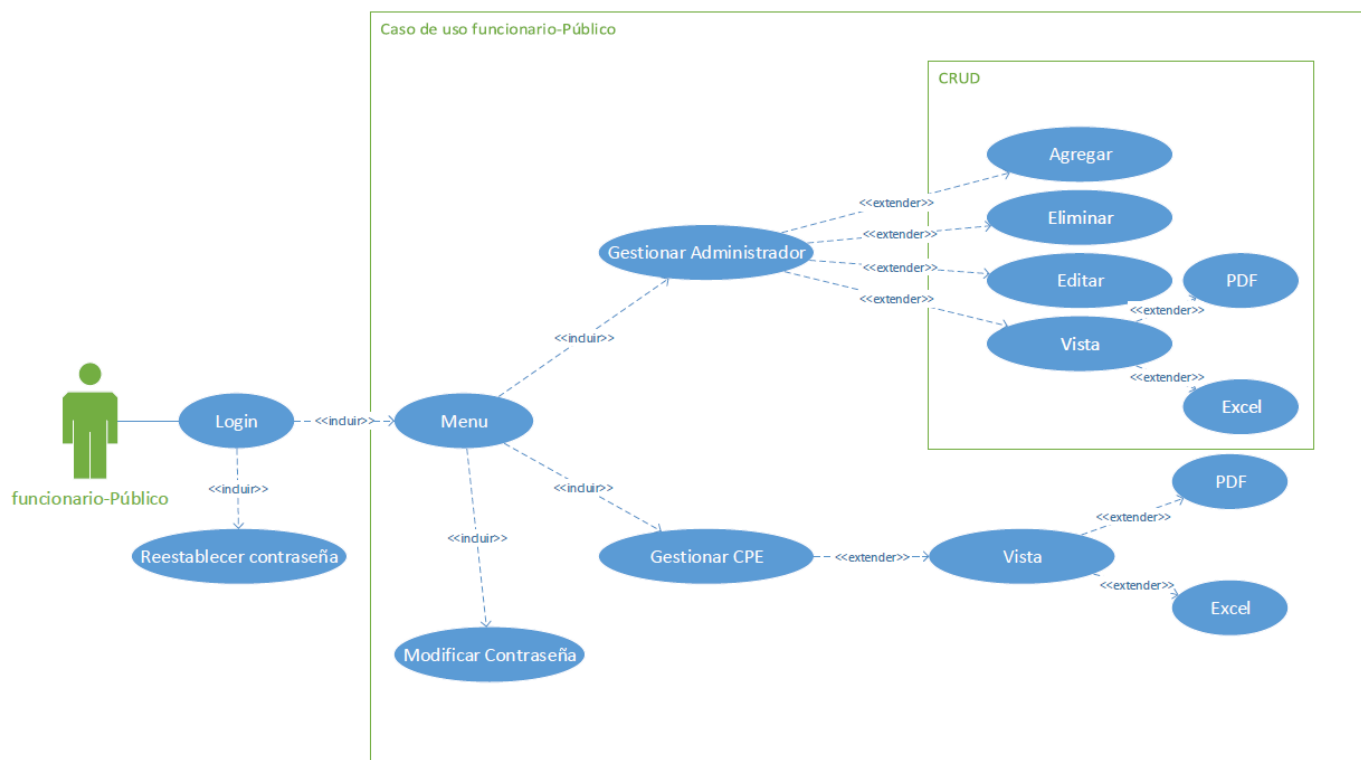 Caso de uso funcionario-Público
CRUD
Agregar
<<extender>>
Eliminar
Gestionar Administrador
<<extender>>
<<extender>>
Editar
PDF
<<extender>>
<<extender>>
Vista
<<incluir>>
<<extender>>
Excel
Login
<<incluir>>
Menu
funcionario-Público
<<incluir>>
<<incluir>>
PDF
<<extender>>
<<incluir>>
Reestablecer contraseña
Gestionar CPE
<<extender>>
Vista
<<extender>>
Excel
Modificar Contraseña